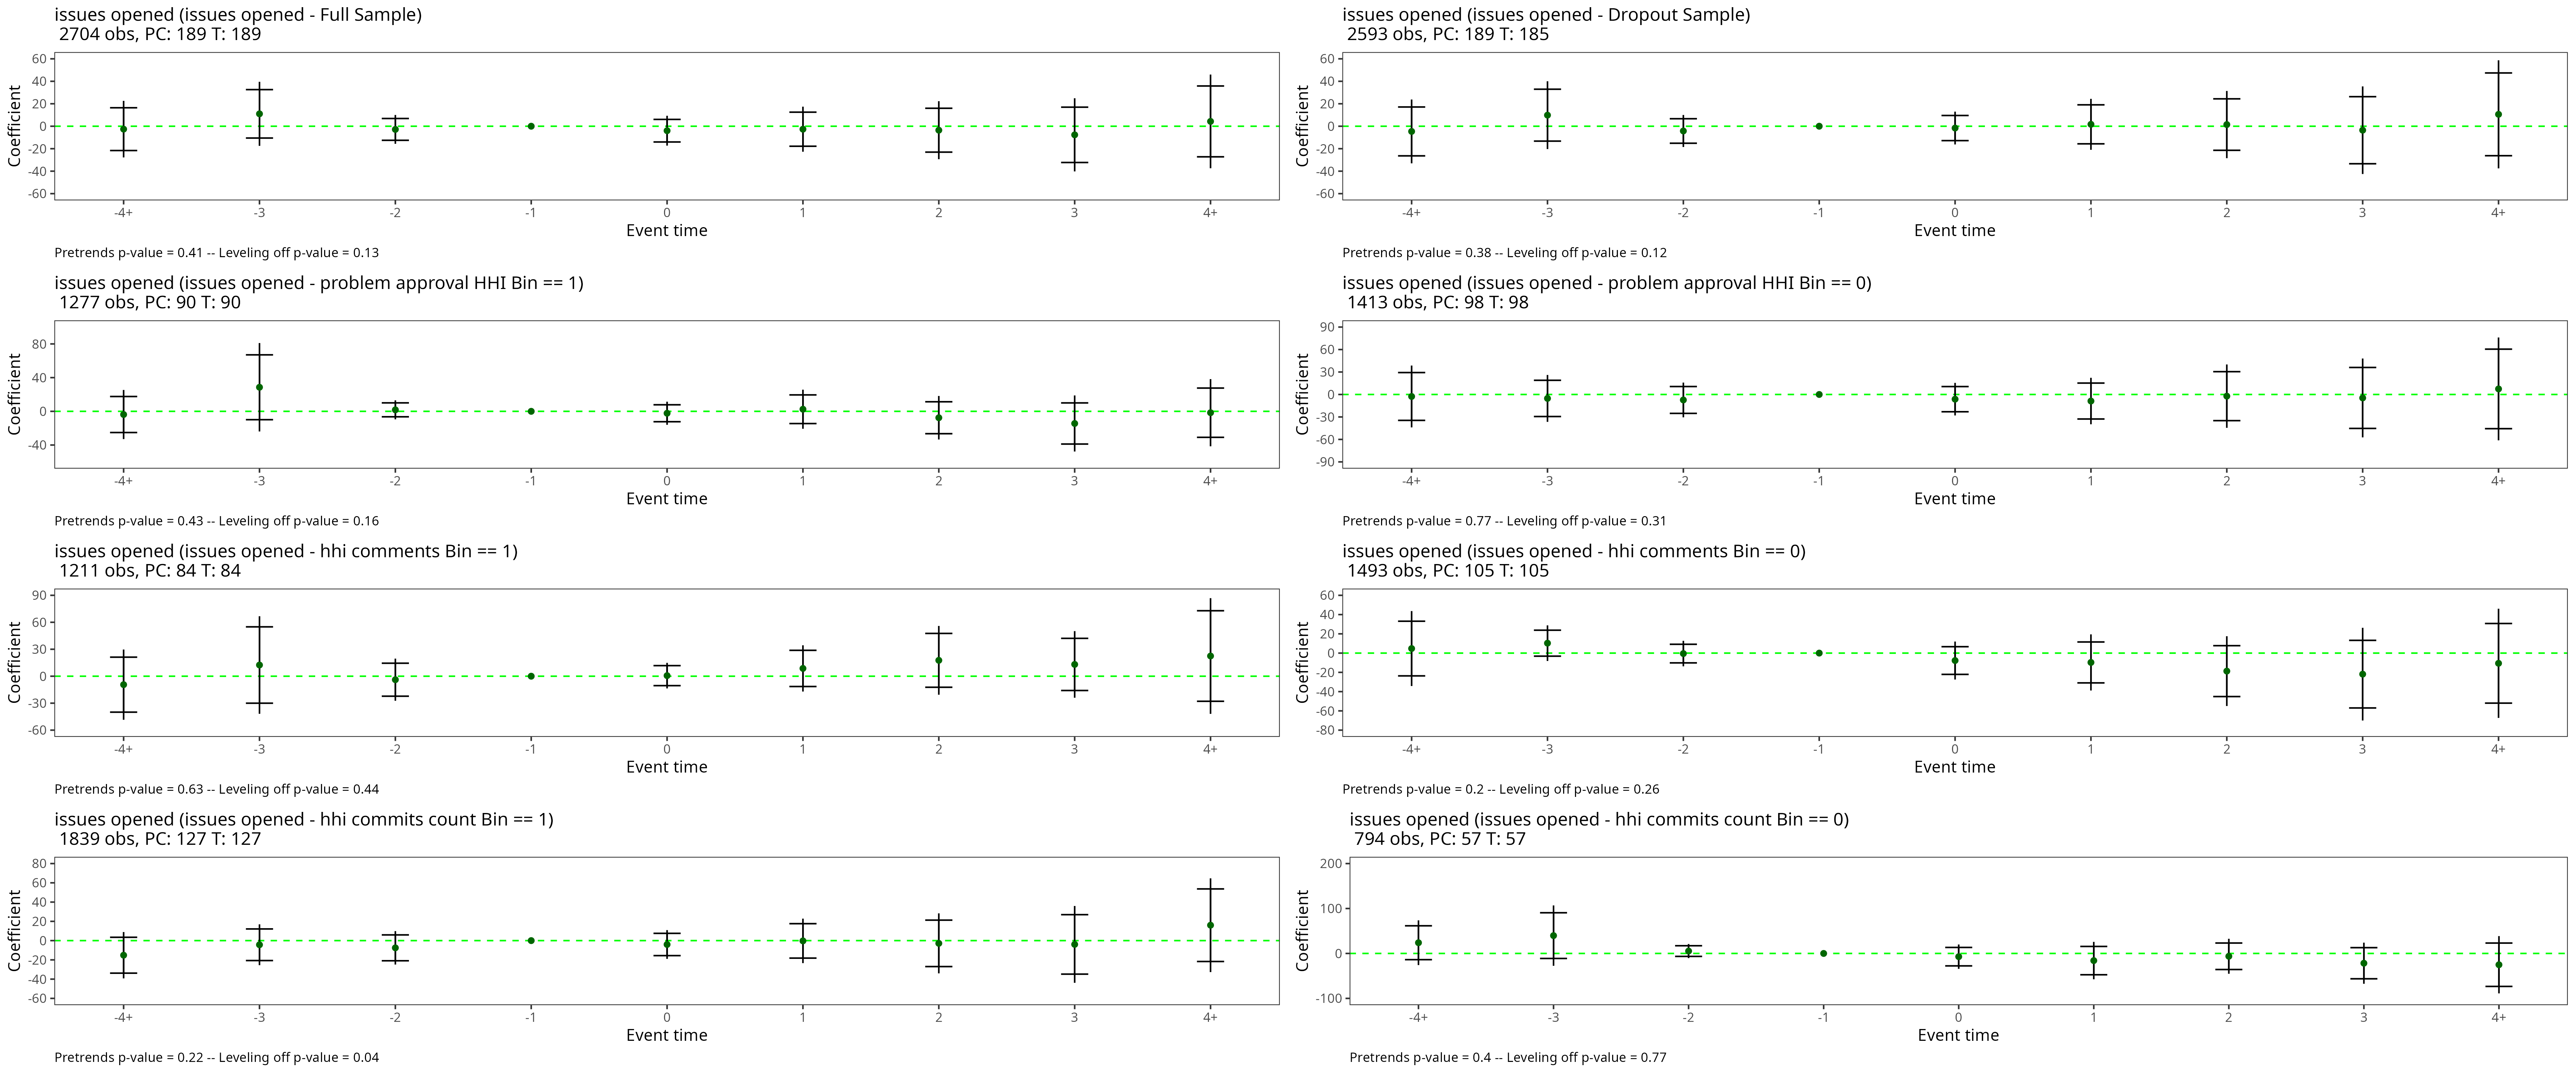 issues opened (issues opened - Full Sample)
2704 obs, PC: 189 T: 189
60
40
20
0
-20
-40
-60
Coefficient
-4+ -3 -2 -1 0 1 2 3 4+
Event time
Pretrends p-value = 0.41 -- Leveling off p-value = 0.13
issues opened (issues opened - Dropout Sample)
2593 obs, PC: 189 T: 185
60
40
20
0
-20
-40
-60
Coefficient
-4+ -3 -2 -1 0 1 2 3 4+
Event time
Pretrends p-value = 0.38 -- Leveling off p-value = 0.12
issues opened (issues opened - problem approval HHI Bin == 1)
1277 obs, PC: 90 T: 90
80
40
0
-40
Coefficient
-4+ -3 -2 -1 0 1 2 3 4+
Event time
Pretrends p-value = 0.43 -- Leveling off p-value = 0.16
issues opened (issues opened - problem approval HHI Bin == 0)
1413 obs, PC: 98 T: 98
90
60
30
0
-30
-60
-90
Coefficient
-4+ -3 -2 -1 0 1 2 3 4+
Event time
Pretrends p-value = 0.77 -- Leveling off p-value = 0.31
issues opened (issues opened - hhi comments Bin == 1)
1211 obs, PC: 84 T: 84
90
60
30
0
-30
-60
Coefficient
-4+ -3 -2 -1 0 1 2 3 4+
Event time
Pretrends p-value = 0.63 -- Leveling off p-value = 0.44
issues opened (issues opened - hhi comments Bin == 0)
1493 obs, PC: 105 T: 105
60
40
20
0
-20
-40
-60
-80
Coefficient
-4+ -3 -2 -1 0 1 2 3 4+
Event time
Pretrends p-value = 0.2 -- Leveling off p-value = 0.26
issues opened (issues opened - hhi commits count Bin == 1)
1839 obs, PC: 127 T: 127
80
60
40
20
0
-20
-40
-60
Coefficient
-4+ -3 -2 -1 0 1 2 3 4+
Event time
Pretrends p-value = 0.22 -- Leveling off p-value = 0.04
issues opened (issues opened - hhi commits count Bin == 0)
794 obs, PC: 57 T: 57
200
100
0
-100
Coefficient
-4+ -3 -2 -1 0 1 2 3 4+
Event time
Pretrends p-value = 0.4 -- Leveling off p-value = 0.77